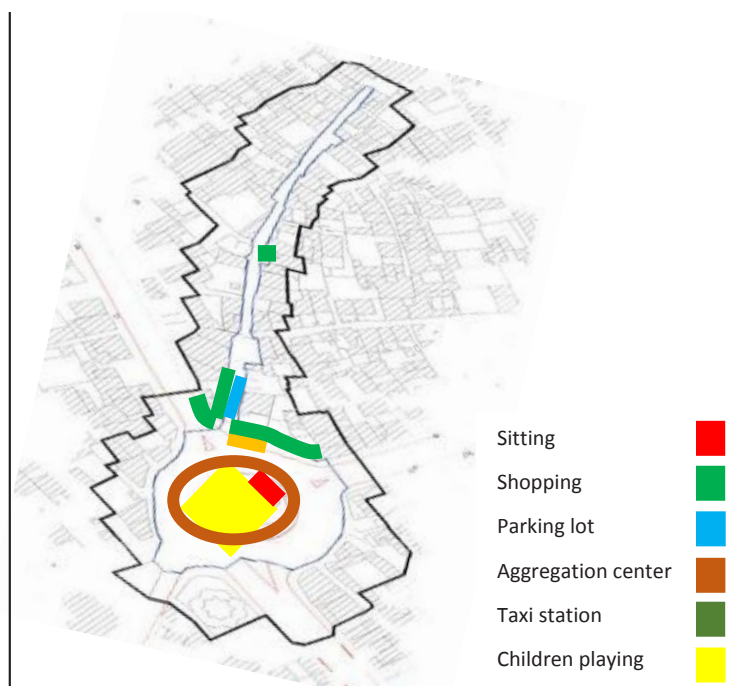 Sitting
Shopping
Parking lot
Aggregation center
Taxi station
Children playing